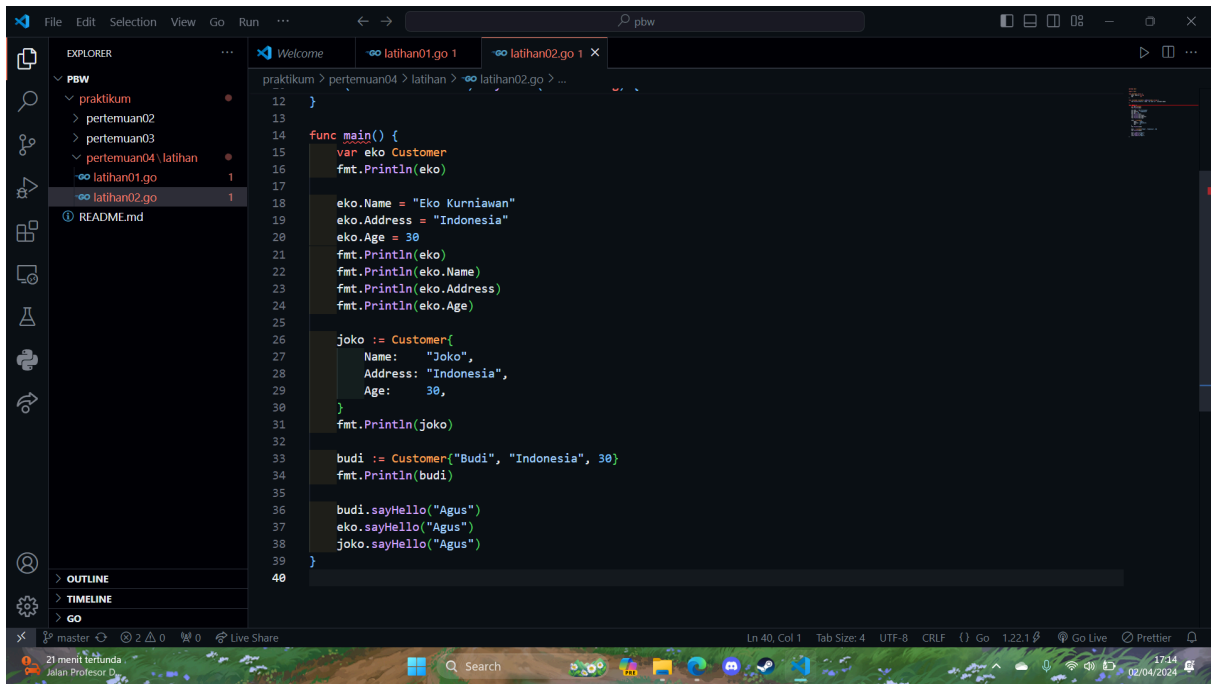 File Edit Selection View Go Run ···
pbw
EXPLORER ···
Welcome
latihan01.go 1
latihan02.go 1
praktikum > pertemuan04 > latihan > latihan02.go > ...
PBW
praktikum
pertemuan02
pertemuan03
pertemuan04\latihan
latihan01.go 1
latihan02.go 1
README.md
12 }
13
14 func main() {
15 var eko Customer
16 fmt.Println(eko)
17
18 eko.Name = "Eko Kurniawan"
19 eko.Address = "Indonesia"
20 eko.Age = 30
21 fmt.Println(eko)
22 fmt.Println(eko.Name)
23 fmt.Println(eko.Address)
24 fmt.Println(eko.Age)
25
26 joko := Customer{
27 Name: "Joko",
28 Address: "Indonesia",
29 Age: 30,
30 }
31 fmt.Println(joko)
32
33 budi := Customer{"Budi", "Indonesia", 30}
34 fmt.Println(budi)
35
36 budi.sayHello("Agus")
37 eko.sayHello("Agus")
38 joko.sayHello("Agus")
39 }
40
OUTLINE
TIMELINE
GO
master 2 0 0 Live Share
Ln 40, Col 1 Tab Size: 4 UTF-8 CRLF {} Go 1.22.1 Go Live Prettier
21 menit tertunda
Jalan Profesor
Search
17:14
02/04/2024